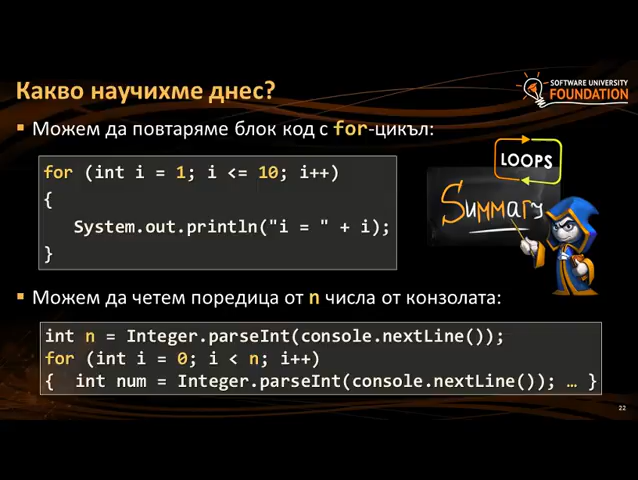 Какво научихме днес?
SOFTWARE UNIVERSITY
FOUNDATION
Можем да повтаряме блок код с for-цикъл:
for (int i = 1; i <= 10; i++)
{
System.out.println("i = " + i);
}
LOOPS
Summary
Можем да четем поредица от n числа от конзолата:
int n = Integer.parseInt(console.nextLine());
for (int i = 0; i < n; i++)
{ int num = Integer.parseInt(console.nextLine()); … }
22